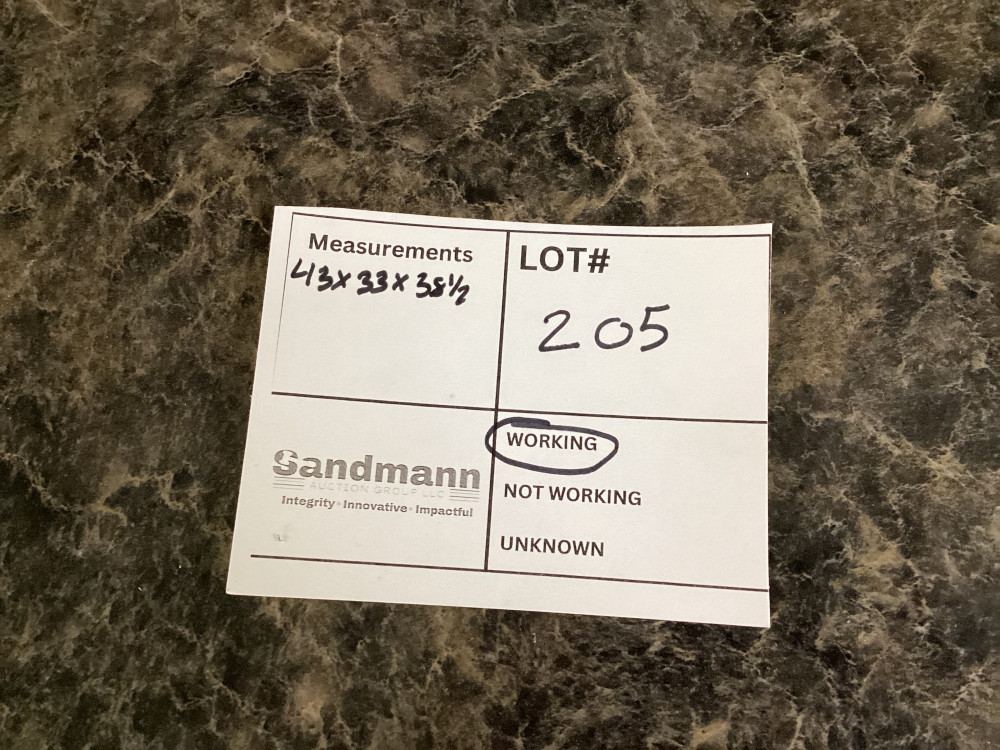 Measurements
43x33x38½
LOT#
205
Sandmann
AUCTION GROUP LLC
Integrity • Innovative • Impactful
WORKING
NOT WORKING
UNKNOWN